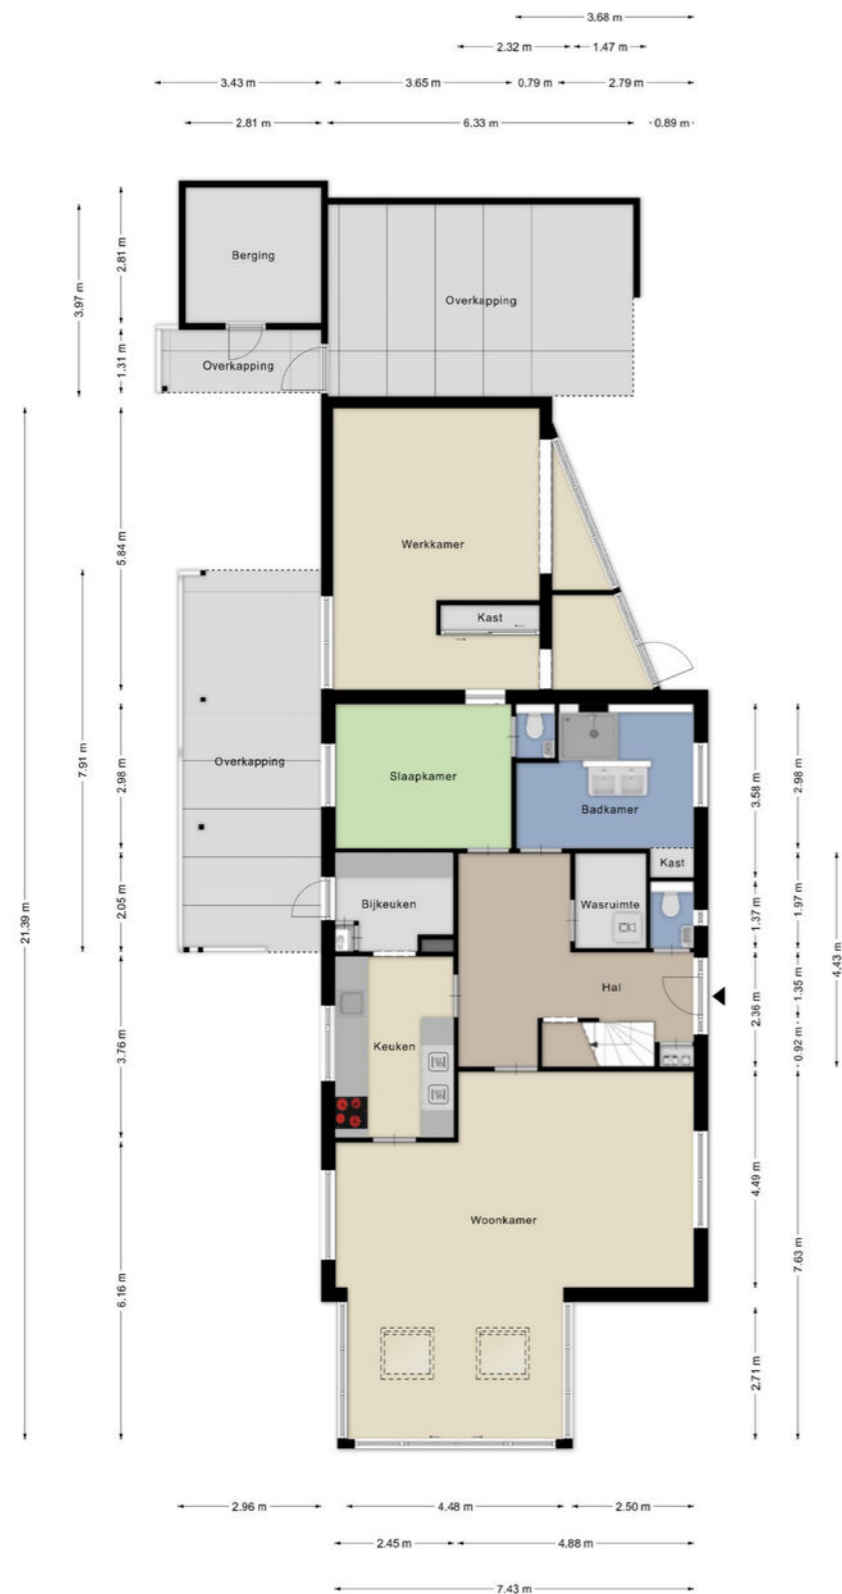 3.68 m
2.32 m
1.47 m
3.43 m
3.65 m
0.79 m
2.79 m
2.81 m
6.33 m
0.89 m
Berging
2.81 m
3.97 m
Overkapping
Overkapping
1.31 m
Werkkamer
5.84 m
Kast
Overkapping
7.91 m
2.98 m
Slaapkamer
Badkamer
3.58 m
2.98 m
Kast
Bijkeuken
Wasruimte
2.05 m
1.37 m
1.97 m
21.39 m
4.43 m
Hal
2.36 m
1.35 m
0.92 m
Keuken
3.76 m
Woonkamer
4.49 m
7.63 m
6.16 m
2.71 m
2.96 m
4.48 m
2.50 m
2.45 m
4.88 m
7.43 m